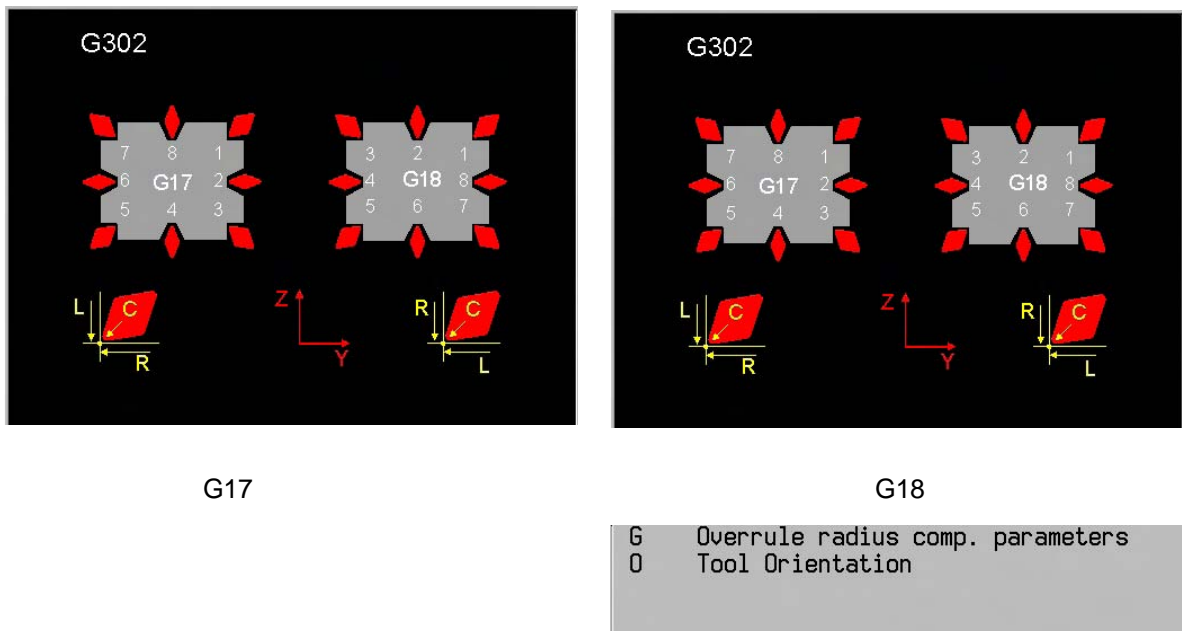 G302
7 8 1
6 G17 2
5 4 3
3 2 1
4 G18 8
5 6 7
L C R
Z Y
R C L
G302
7 8 1
6 G17 2
5 4 3
3 2 1
4 G18 8
5 6 7
L C R
Z Y
R C L
G17
G18
G Overrule radius comp. parameters
O Tool Orientation